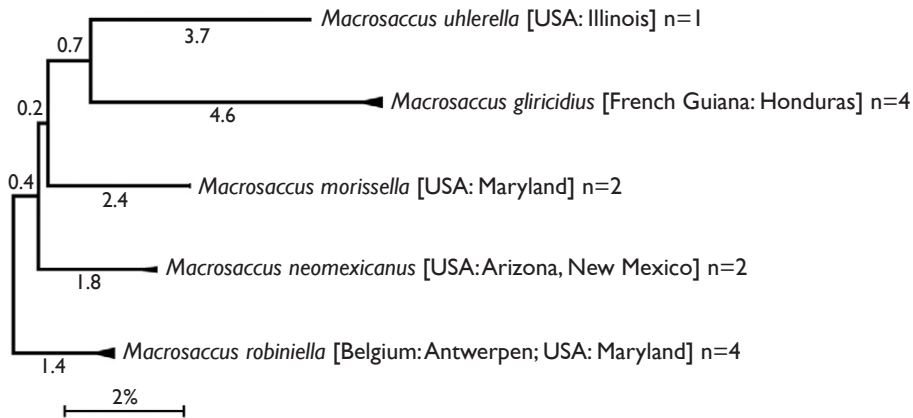 Macrosaccus uhlerella [USA: Illinois] n=1
3.7
0.7
Macrosaccus gliricidius [French Guiana: Honduras] n=4
4.6
0.2
Macrosaccus morissella [USA: Maryland] n=2
2.4
0.4
Macrosaccus neomexicanus [USA: Arizona, New Mexico] n=2
1.8
Macrosaccus robiniella [Belgium: Antwerpen; USA: Maryland] n=4
1.4
2%